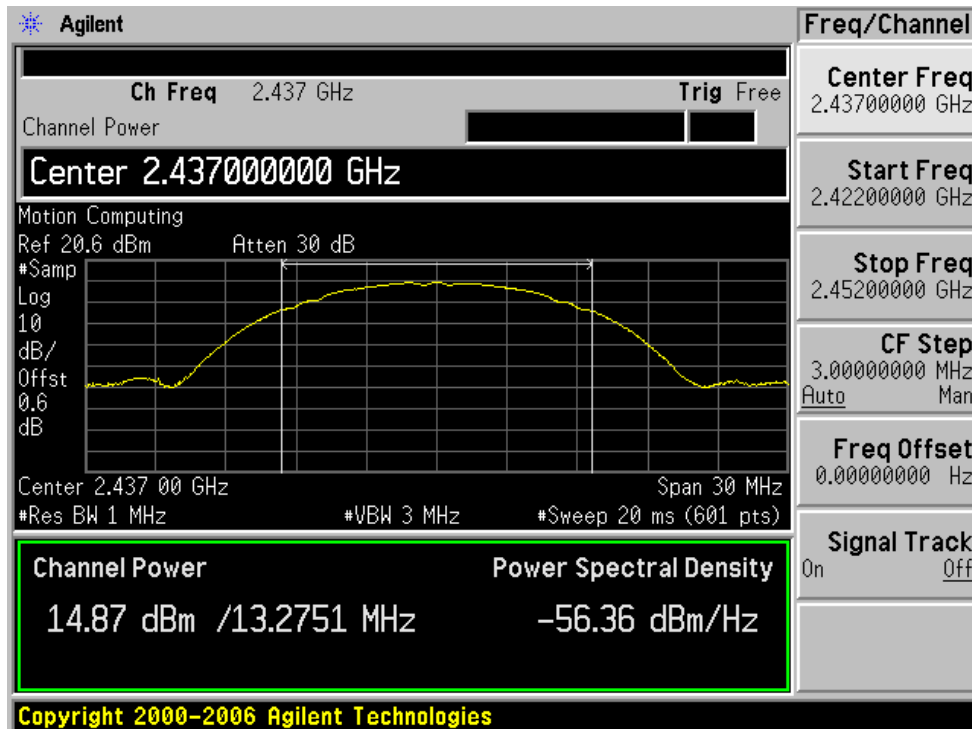 Agilent
Ch Freq 2.437 GHz Trig Free
Channel Power
Center 2.437000000 GHz
Motion Computing
Ref 20.6 dBm Atten 30 dB
#Samp
Log
10
dB/
Offst
0.6
dB
Center 2.437 00 GHz Span 30 MHz
#Res BW 1 MHz #VBW 3 MHz #Sweep 20 ms (601 pts)
Channel Power Power Spectral Density
14.87 dBm /13.2751 MHz -56.36 dBm/Hz
Copyright 2000-2006 Agilent Technologies
Freq/Channel
Center Freq
2.43700000 GHz
Start Freq
2.42200000 GHz
Stop Freq
2.45200000 GHz
CF Step
3.00000000 MHz
Auto Man
Freq Offset
0.00000000 Hz
Signal Track
On Off